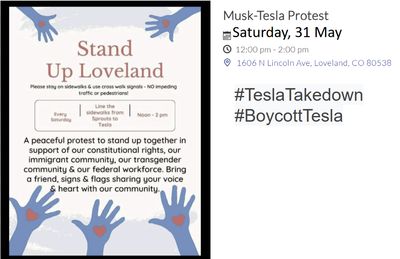 Stand
Up Loveland
Please stay on sidewalks & use cross walk signals - NO impeding
traffic or pedestrians!
Every
Saturday
Line the
sidewalks from
Sprouts to
Tesla
Noon - 2 pm
A peaceful protest to stand up together in
support of our constitutional rights, our
immigrant community, our transgender
community & our federal workforce. Bring
a friend, signs & flags sharing your voice
& heart with our community.
Musk-Tesla Protest
Saturday, 31 May
12:00 pm - 2:00 pm
1606 N Lincoln Ave, Loveland, CO 80538
#TeslaTakedown
#BoycottTesla